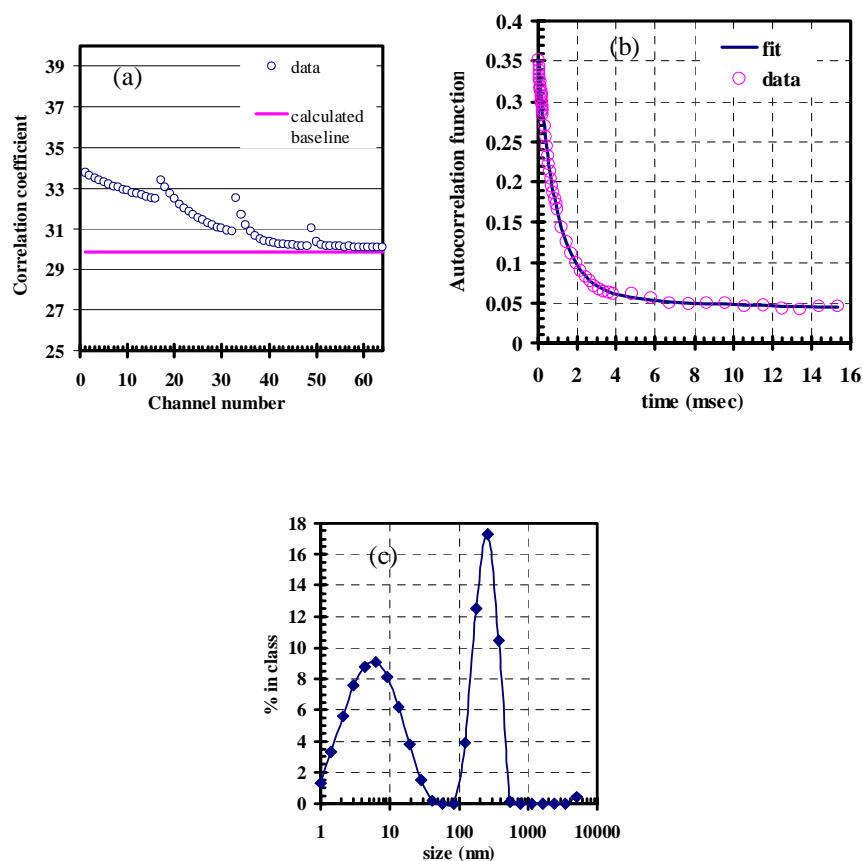 (a)
data
calculated
baseline
39
37
35
33
31
29
27
25
0 10 20 30 40 50 60
Correlation coefficient
Channel number
(b)
fit
data
0.35
0.3
0.25
0.2
0.15
0.1
0.05
0
0 2 4 6 8 10 12 14 16
Autocorrelation function
time (msec)
(c)
18
16
14
12
10
8
6
4
2
0
1 10 100 1000 10000
% in class
size (nm)